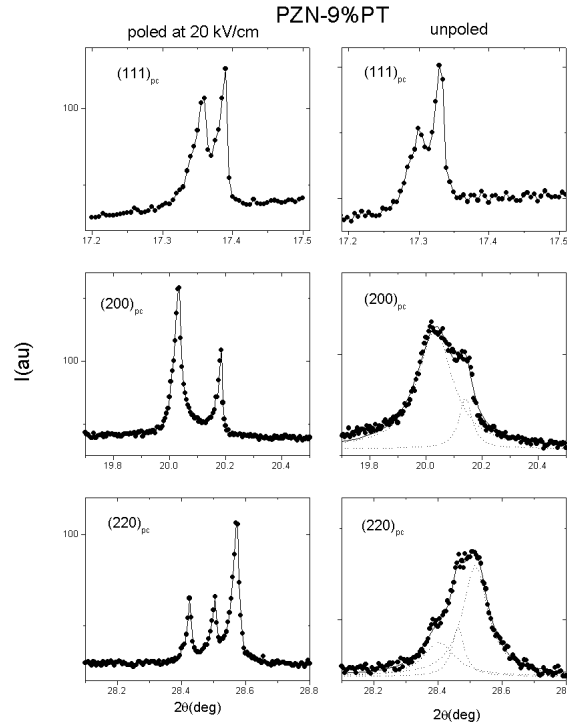 PZN-9%PT
poled at 20 kV/cm
unpoled
(111)pc
100
17.2 17.3 17.4 17.5
(111)pc
17.2 17.3 17.4 17.5
I(au)
(200)pc
100
19.8 20.0 20.2 20.4
(200)pc
19.8 20.0 20.2 20.4
(220)pc
100
28.2 28.4 28.6 28.8
2θ(deg)
(220)pc
28.2 28.4 28.6 28.8
2θ(deg)